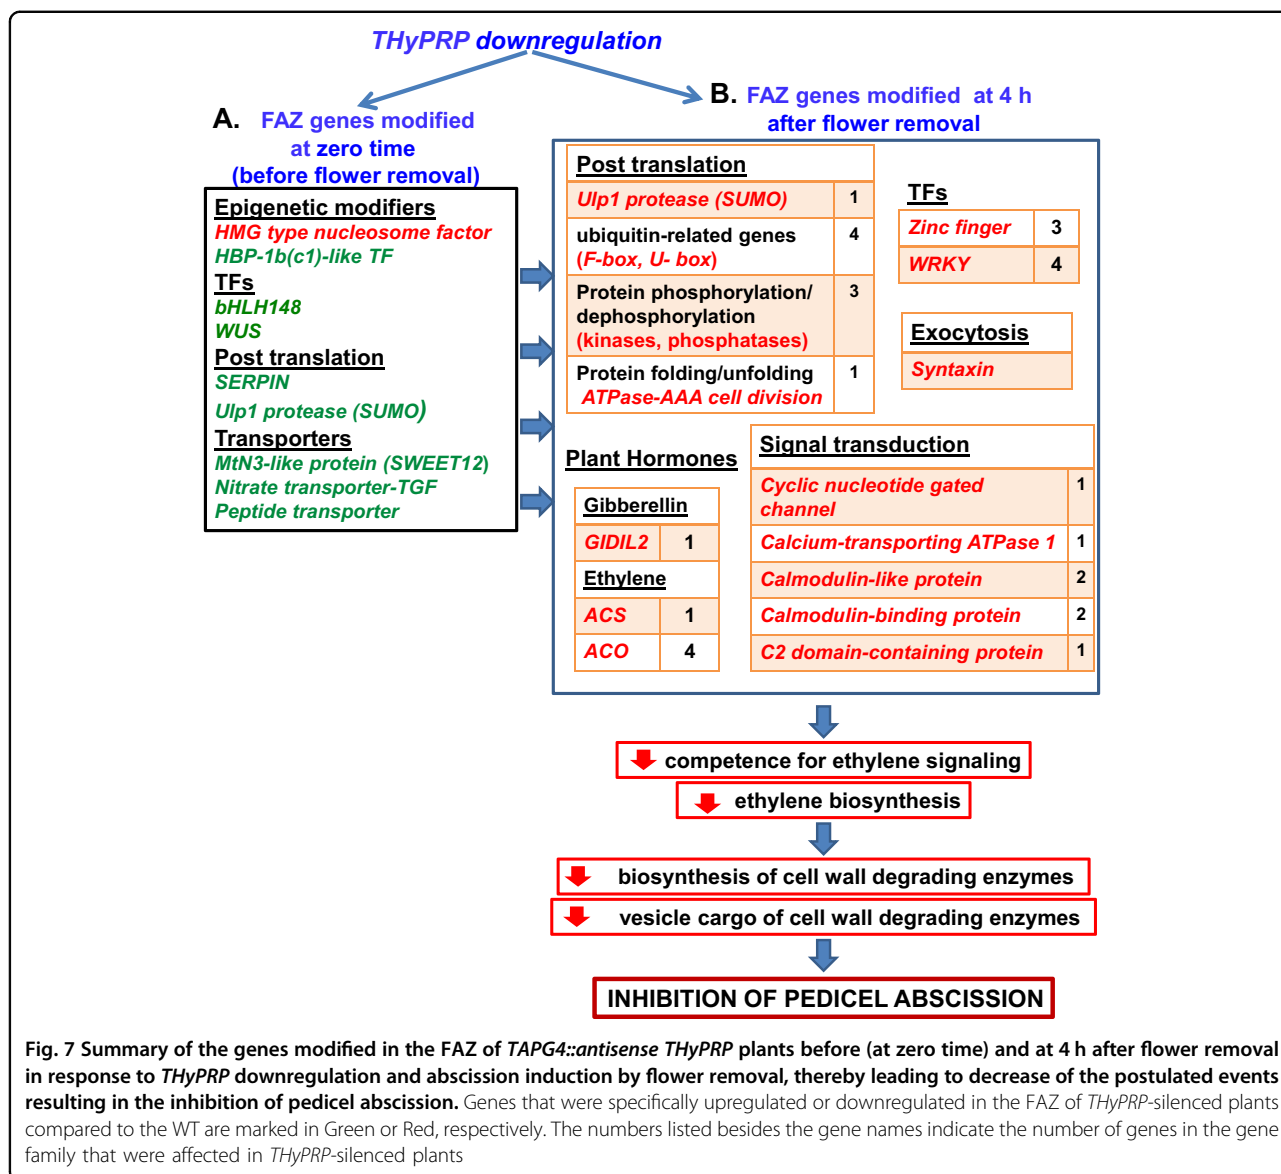 THyPRP downregulation
A. FAZ genes modified
at zero time
(before flower removal)
Epigenetic modifiers
HMG type nucleosome factor
HBP-1b(c1)-like TF
TFs
bHLH148
WUS
Post translation
SERPIN
Ulp1 protease (SUMO)
Transporters
MtN3-like protein (SWEET12)
Nitrate transporter-TGF
Peptide transporter
B. FAZ genes modified at 4 h
after flower removal
Post translation
Ulp1 protease (SUMO) 1
ubiquitin-related genes 4
(F-box, U- box)
Protein phosphorylation/ 3
dephosphorylation
(kinases, phosphatases)
Protein folding/unfolding 1
ATPase-AAA cell division
TFs
Zinc finger 3
WRKY 4
Exocytosis
Syntaxin
Plant Hormones
Gibberellin
GIDIL2 1
Ethylene
ACS 1
ACO 4
Signal transduction
Cyclic nucleotide gated 1
channel
Calcium-transporting ATPase 1 1
Calmodulin-like protein 2
Calmodulin-binding protein 2
C2 domain-containing protein 1
competence for ethylene signaling
ethylene biosynthesis
biosynthesis of cell wall degrading enzymes
vesicle cargo of cell wall degrading enzymes
INHIBITION OF PEDICEL ABSCISSION
Fig. 7 Summary of the genes modified in the FAZ of TAPG4::antisense THyPRP plants before (at zero time) and at 4 h after flower removal
in response to THyPRP downregulation and abscission induction by flower removal, thereby leading to decrease of the postulated events
resulting in the inhibition of pedicel abscission. Genes that were specifically upregulated or downregulated in the FAZ of THyPRP-silenced plants
compared to the WT are marked in Green or Red, respectively. The numbers listed besides the gene names indicate the number of genes in the gene
family that were affected in THyPRP-silenced plants